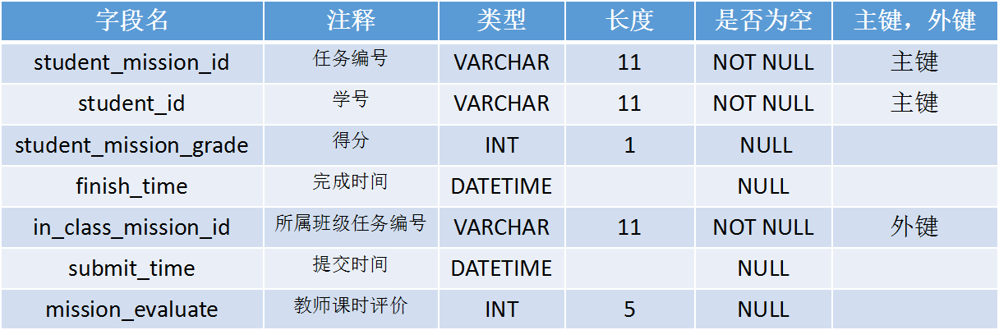 字段名 注释 类型 长度 是否为空 主键，外键
student_mission_id 任务编号 VARCHAR 11 NOT NULL 主键
student_id 学号 VARCHAR 11 NOT NULL 主键
student_mission_grade 得分 INT 1 NULL
finish_time 完成时间 DATETIME NULL
in_class_mission_id 所属班级任务编号 VARCHAR 11 NOT NULL 外键
submit_time 提交时间 DATETIME NULL
mission_evaluate 教师课时评价 INT 5 NULL